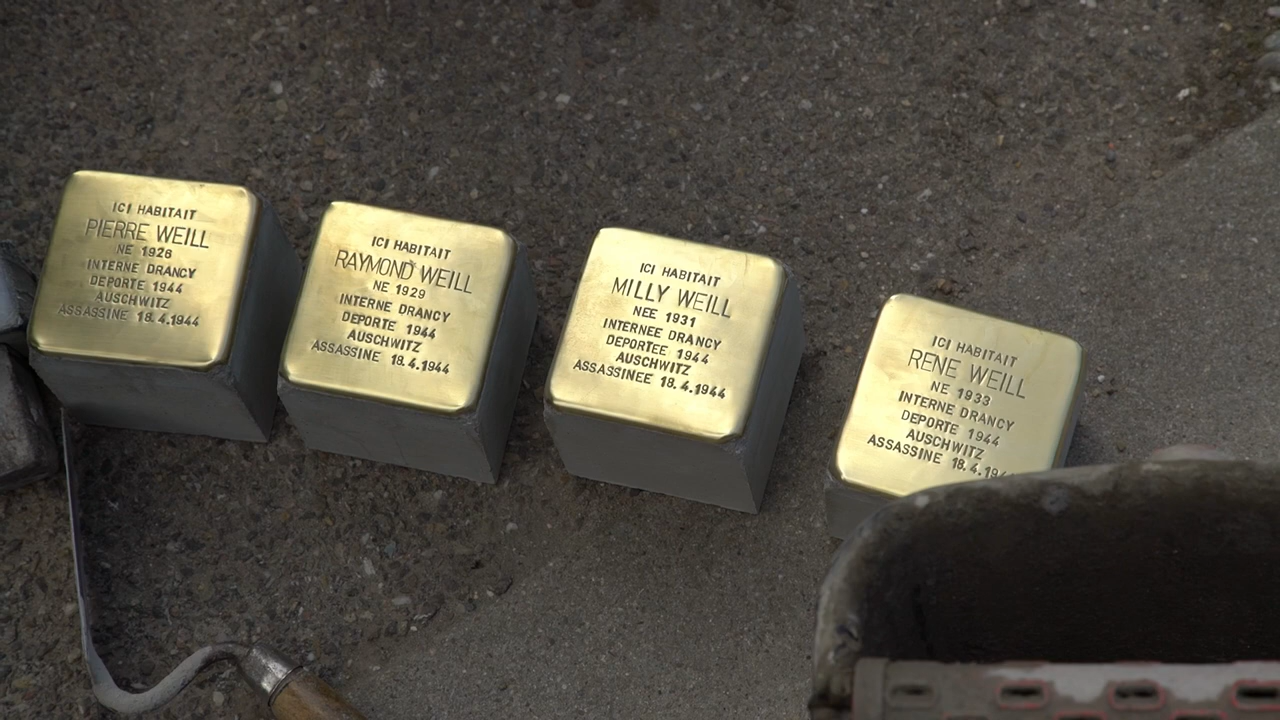 ICI HABITAIT
PIERRE WEILL
NE 1926
INTERNE DRANCY
DEPORTE 1944
AUSCHWITZ
ASSASSINE 18.4.1944
ICI HABITAIT
RAYMOND WEILL
NE 1929
INTERNE DRANCY
DEPORTE 1944
AUSCHWITZ
ASSASSINE 18.4.1944
ICI HABITAIT
MILLY WEILL
NEE 1931
INTERNEE DRANCY
DEPORTEE 1944
AUSCHWITZ
ASSASSINEE 18.4.1944
ICI HABITAIT
RENE WEILL
NE 1933
INTERNE DRANCY
DEPORTE 1944
AUSCHWITZ
ASSASSINE